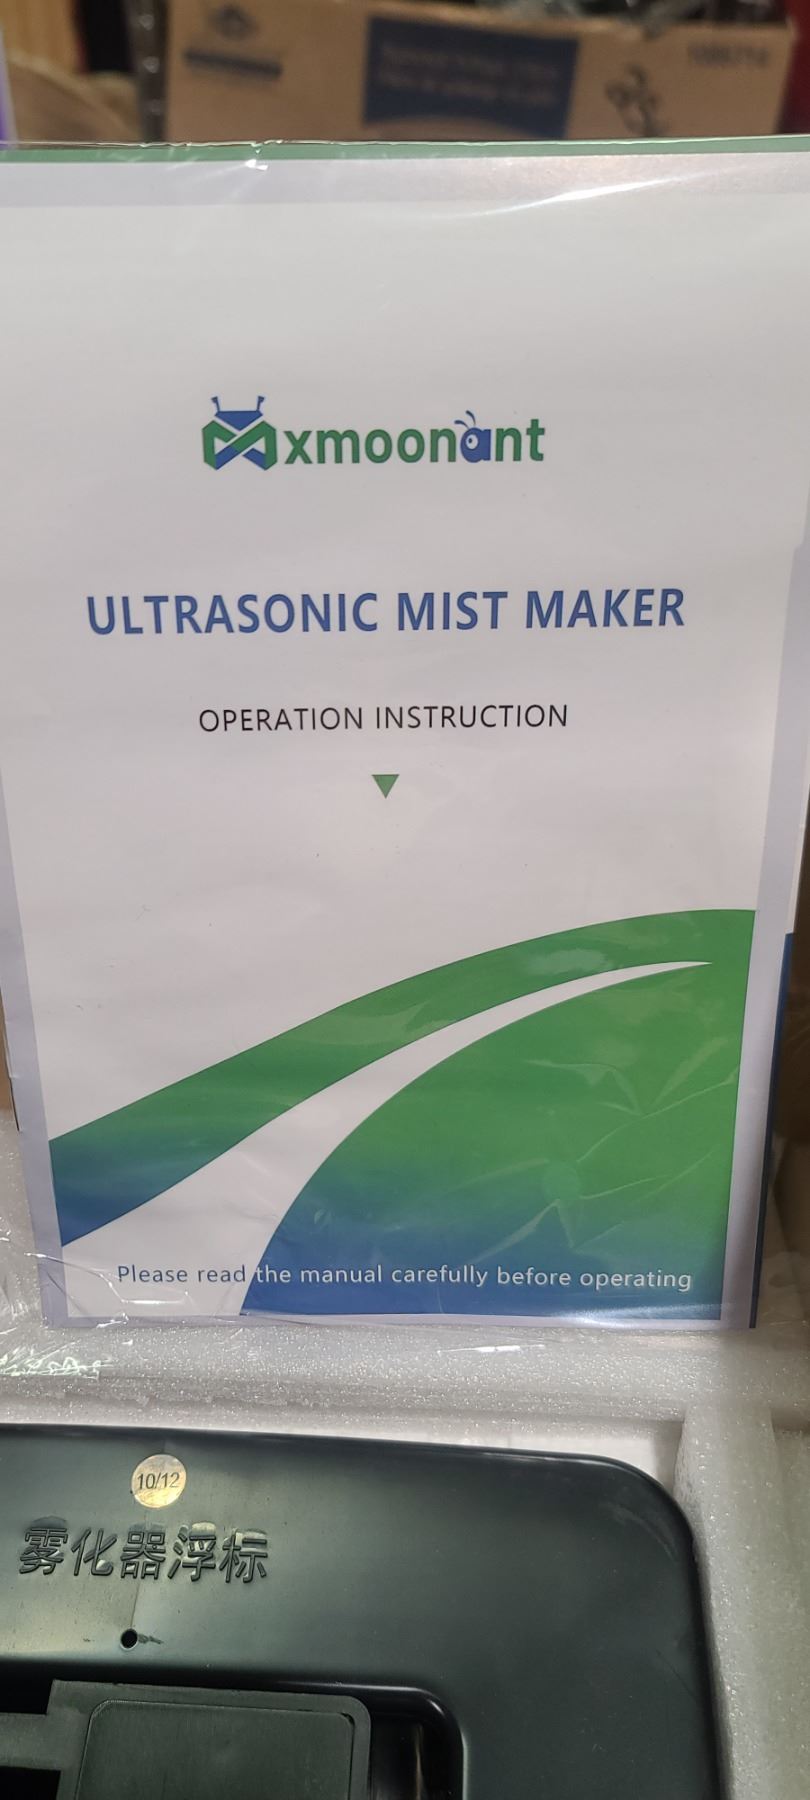 xmoonant
ULTRASONIC MIST MAKER
OPERATION INSTRUCTION
Please read the manual carefully before operating
10/12
雾化器浮标